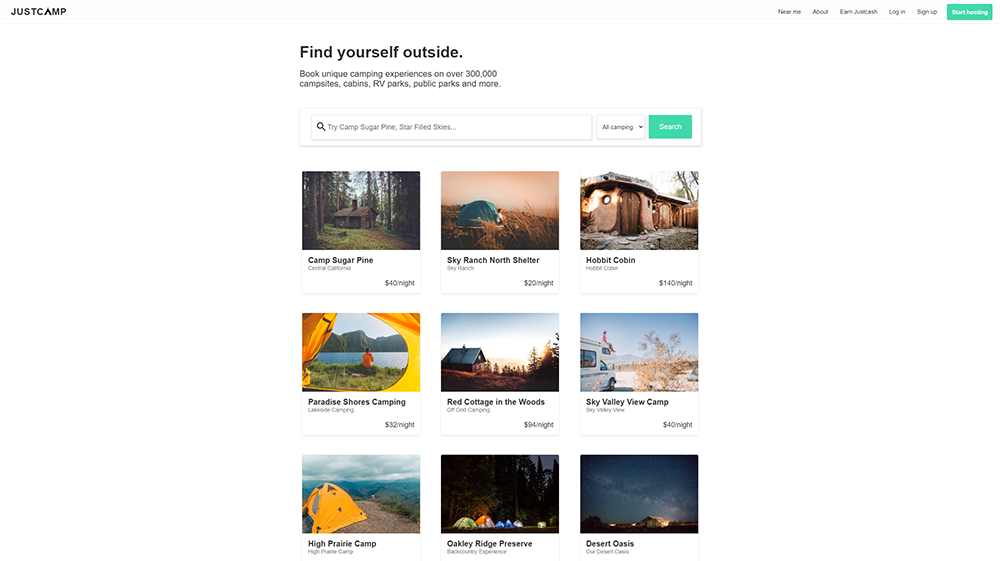 JUSTCAMP
Near me
About
Earn Justcash
Log in
Sign up
Start hosting
Find yourself outside.
Book unique camping experiences on over 300,000
campsites, cabins, RV parks, public parks and more.
Try Camp Sugar Pine, Star Filled Skies...
All camping
Search
Camp Sugar Pine
Central California
$40/night
Sky Ranch North Shelter
Sky Ranch
$20/night
Hobbit Cobin
Hobbit Cobin
$140/night
Paradise Shores Camping
Lakeside Camping
$32/night
Red Cottage in the Woods
Off Grid Camping
$94/night
Sky Valley View Camp
Sky Valley View
$40/night
High Prairie Camp
High Prairie Camp
Oakley Ridge Preserve
Backcountry Experience
Desert Oasis
Our Desert Oasis